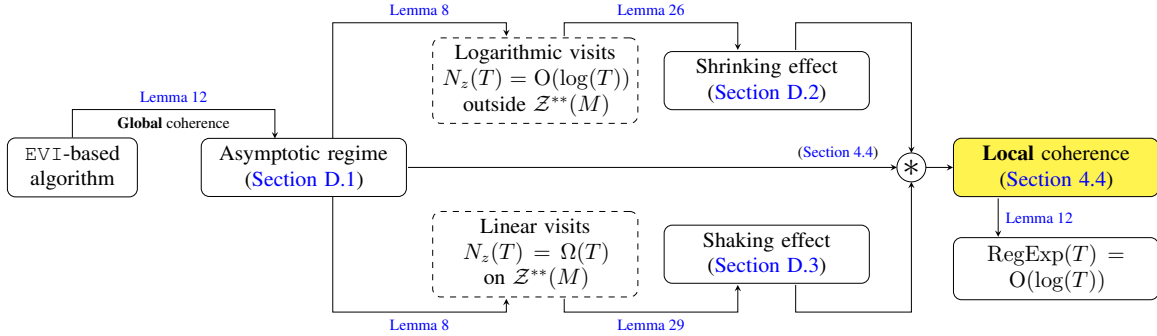 Lemma 8
Lemma 26
Logarithmic visits
N_z(T) = O(log(T))
outside 𝒵**(M)
Shrinking effect
(Section D.2)
Lemma 12
Global coherence
EVI-based
algorithm
Asymptotic regime
(Section D.1)
(Section 4.4)
*
Local coherence
(Section 4.4)
Lemma 12
RegExp(T) =
O(log(T))
Linear visits
N_z(T) = Ω(T)
on 𝒵**(M)
Shaking effect
(Section D.3)
Lemma 8
Lemma 29